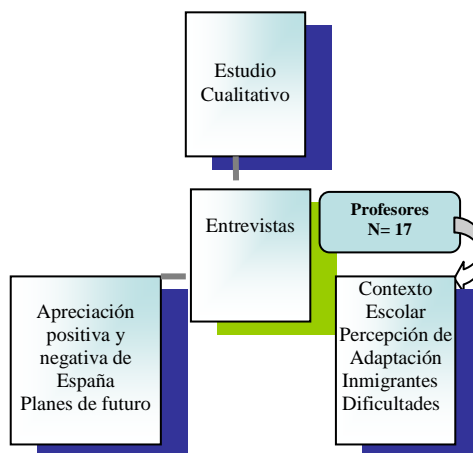 Estudio
Cualitativo
Entrevistas
Profesores
N= 17
Apreciación
positiva y
negativa de
España
Planes de futuro
Contexto
Escolar
Percepción de
Adaptación
Inmigrantes
Dificultades